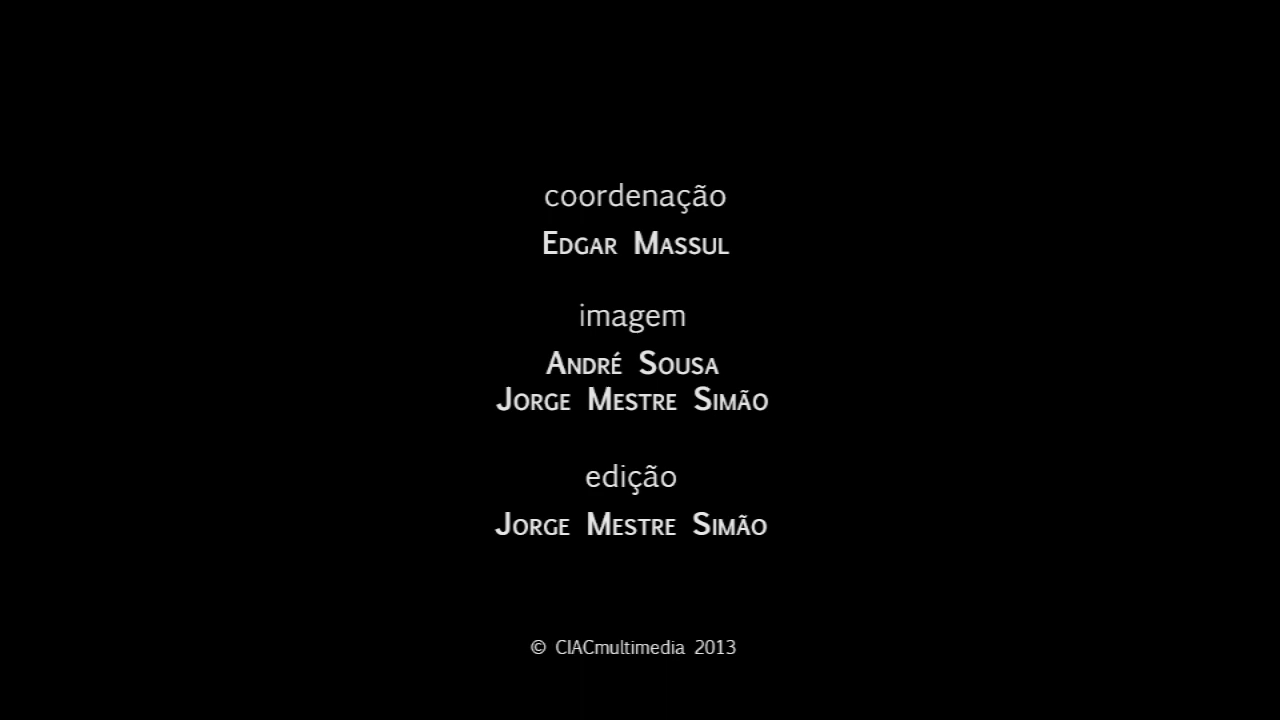 coordenação
Edgar Massul
imagem
André Sousa
Jorge Mestre Simão
edição
Jorge Mestre Simão
© CIACmultimedia 2013